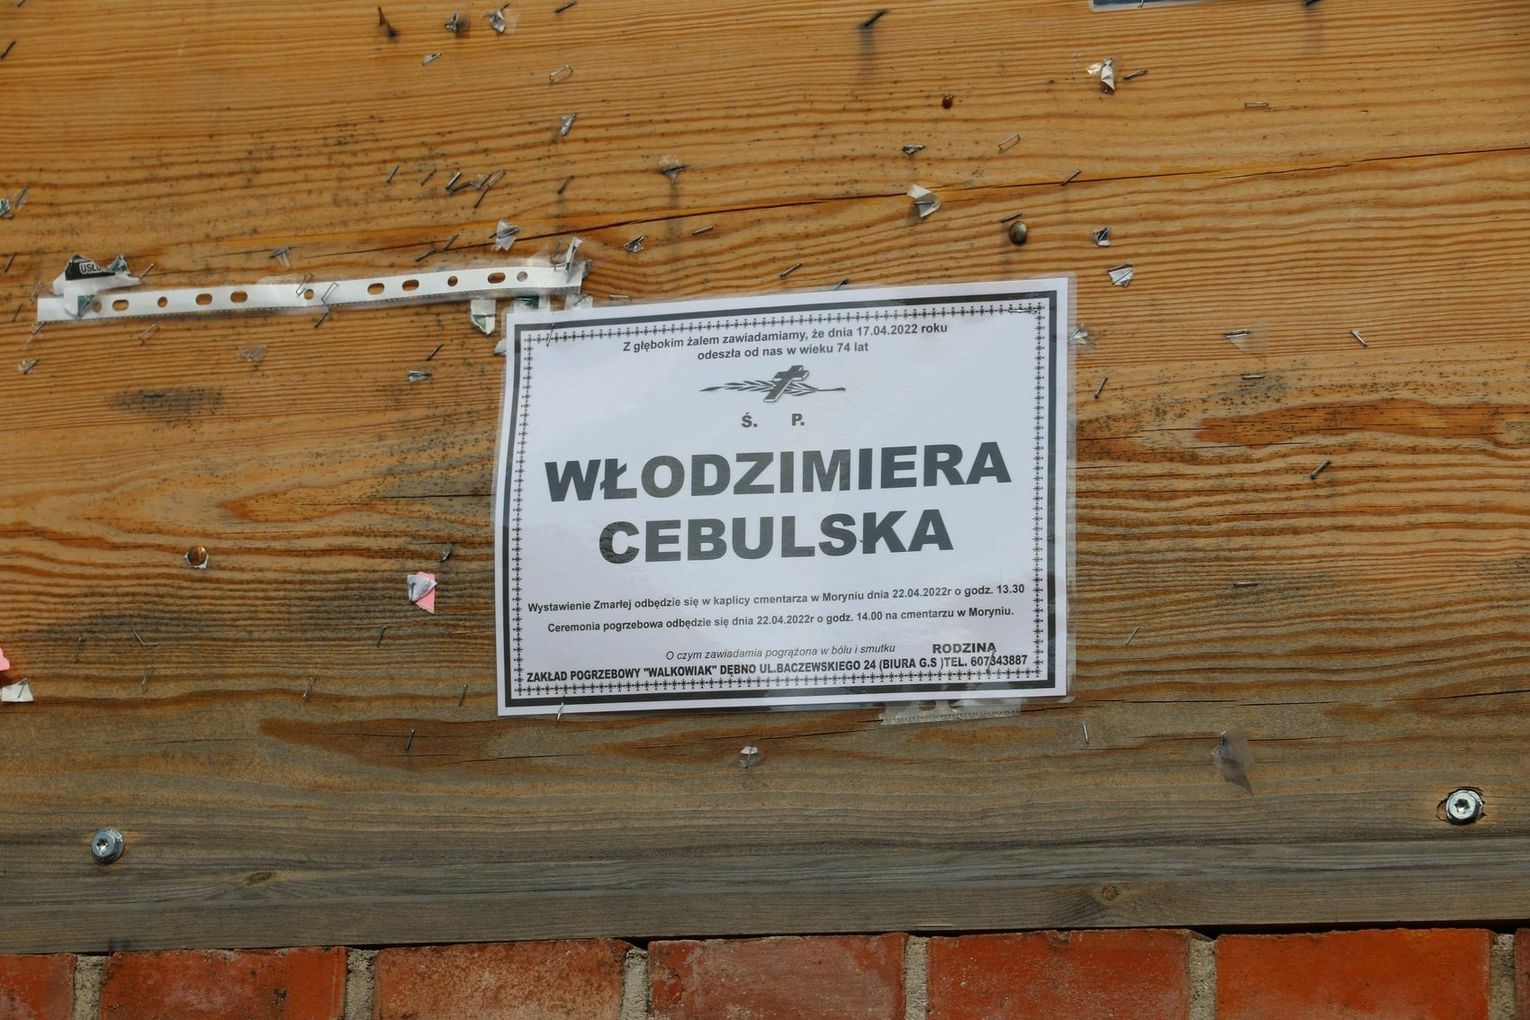 USŁU
Z głębokim żalem zawiadamiamy, że dnia 17.04.2022 roku
odeszła od nas w wieku 74 lat
Ś. P.
WŁODZIMIERA
CEBULSKA
Wystawienie Zmarłej odbędzie się w kaplicy cmentarza w Moryniu dnia 22.04.2022r o godz. 13.30
Ceremonia pogrzebowa odbędzie się dnia 22.04.2022r o godz. 14.00 na cmentarzu w Moryniu.
O czym zawiadamia pogrążona w bólu i smutku RODZINA
ZAKŁAD POGRZEBOWY "WALKOWIAK" DĘBNO UL.BACZEWSKIEGO 24 (BIURA G.S )TEL. 607343887